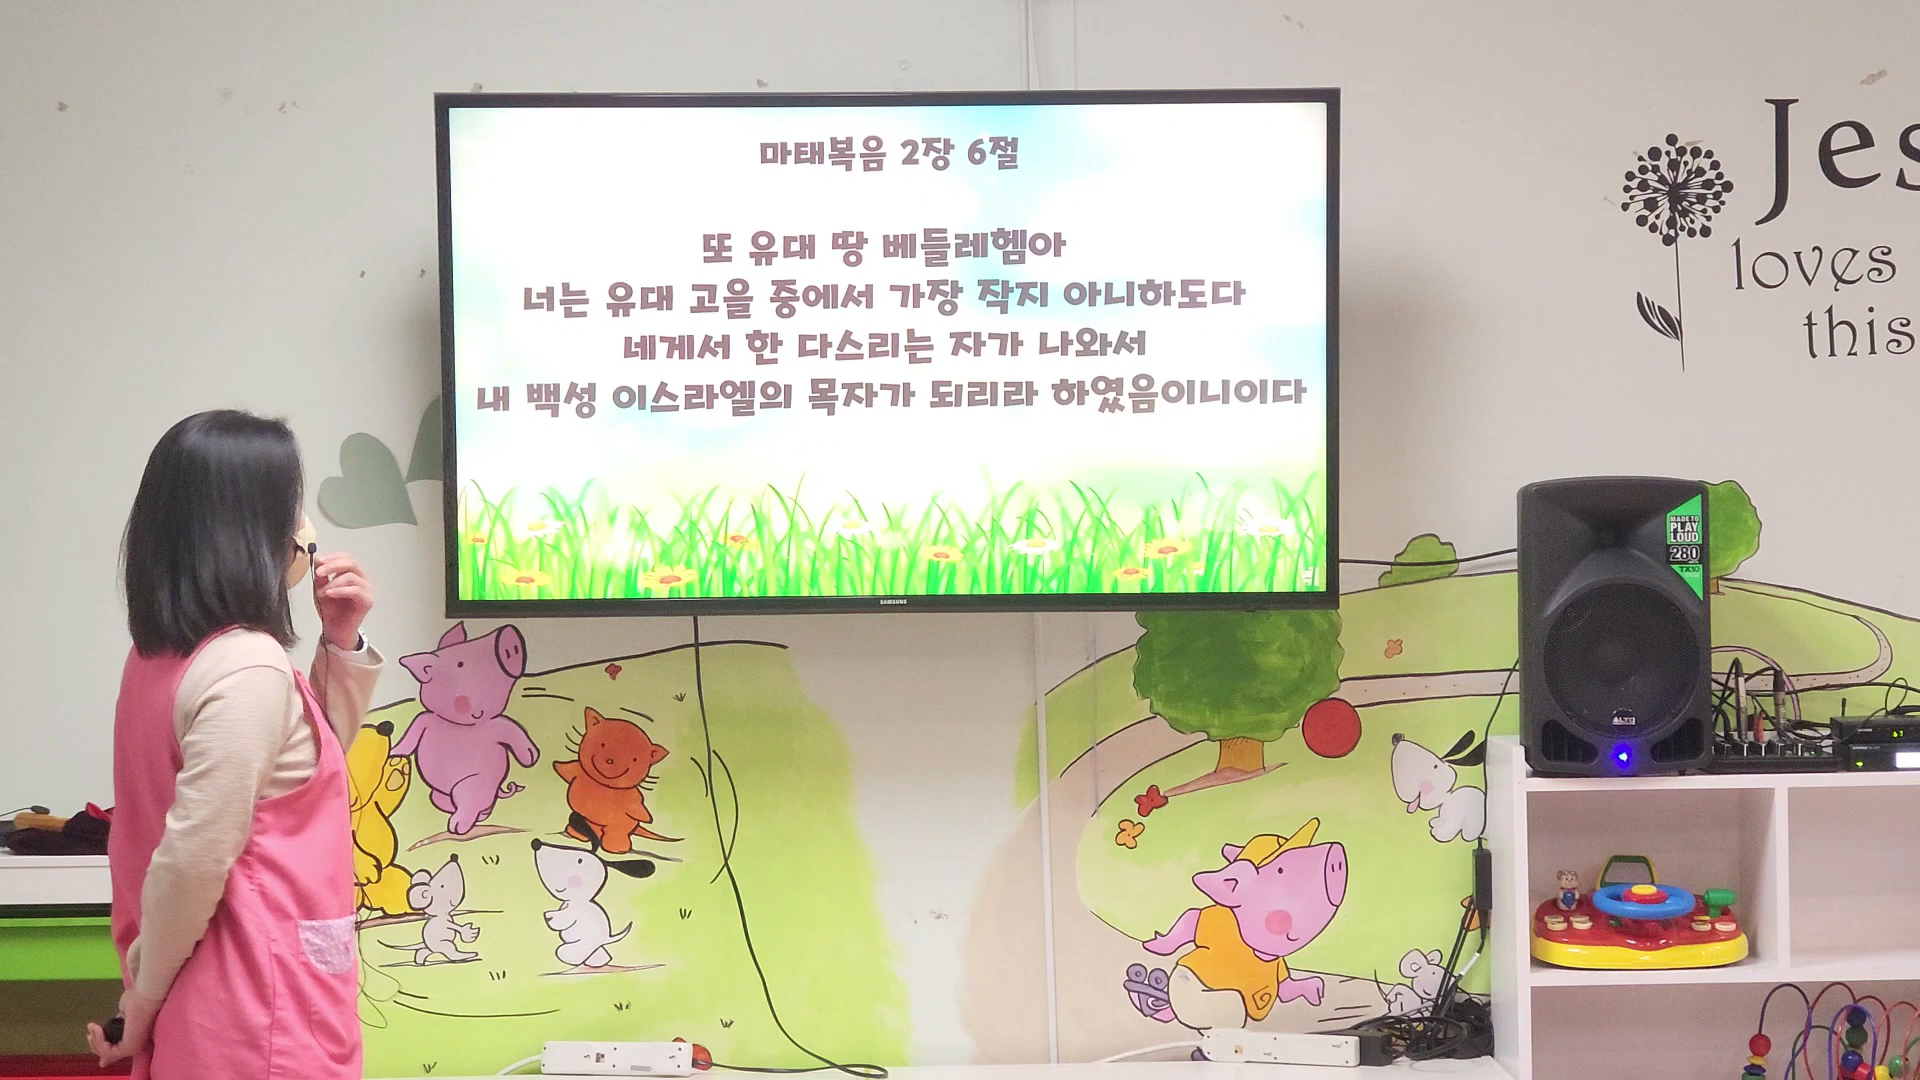 마태복음 2장 6절
또 유대 땅 베들레헴아
너는 유대 고을 중에서 가장 작지 아니하도다
네게서 한 다스리는 자가 나와서
내 백성 이스라엘의 목자가 되리라 하였음이니이다
SAMSUNG
Jes
loves
this
MADE TO
PLAY
LOUD
280
TX10
ALTO